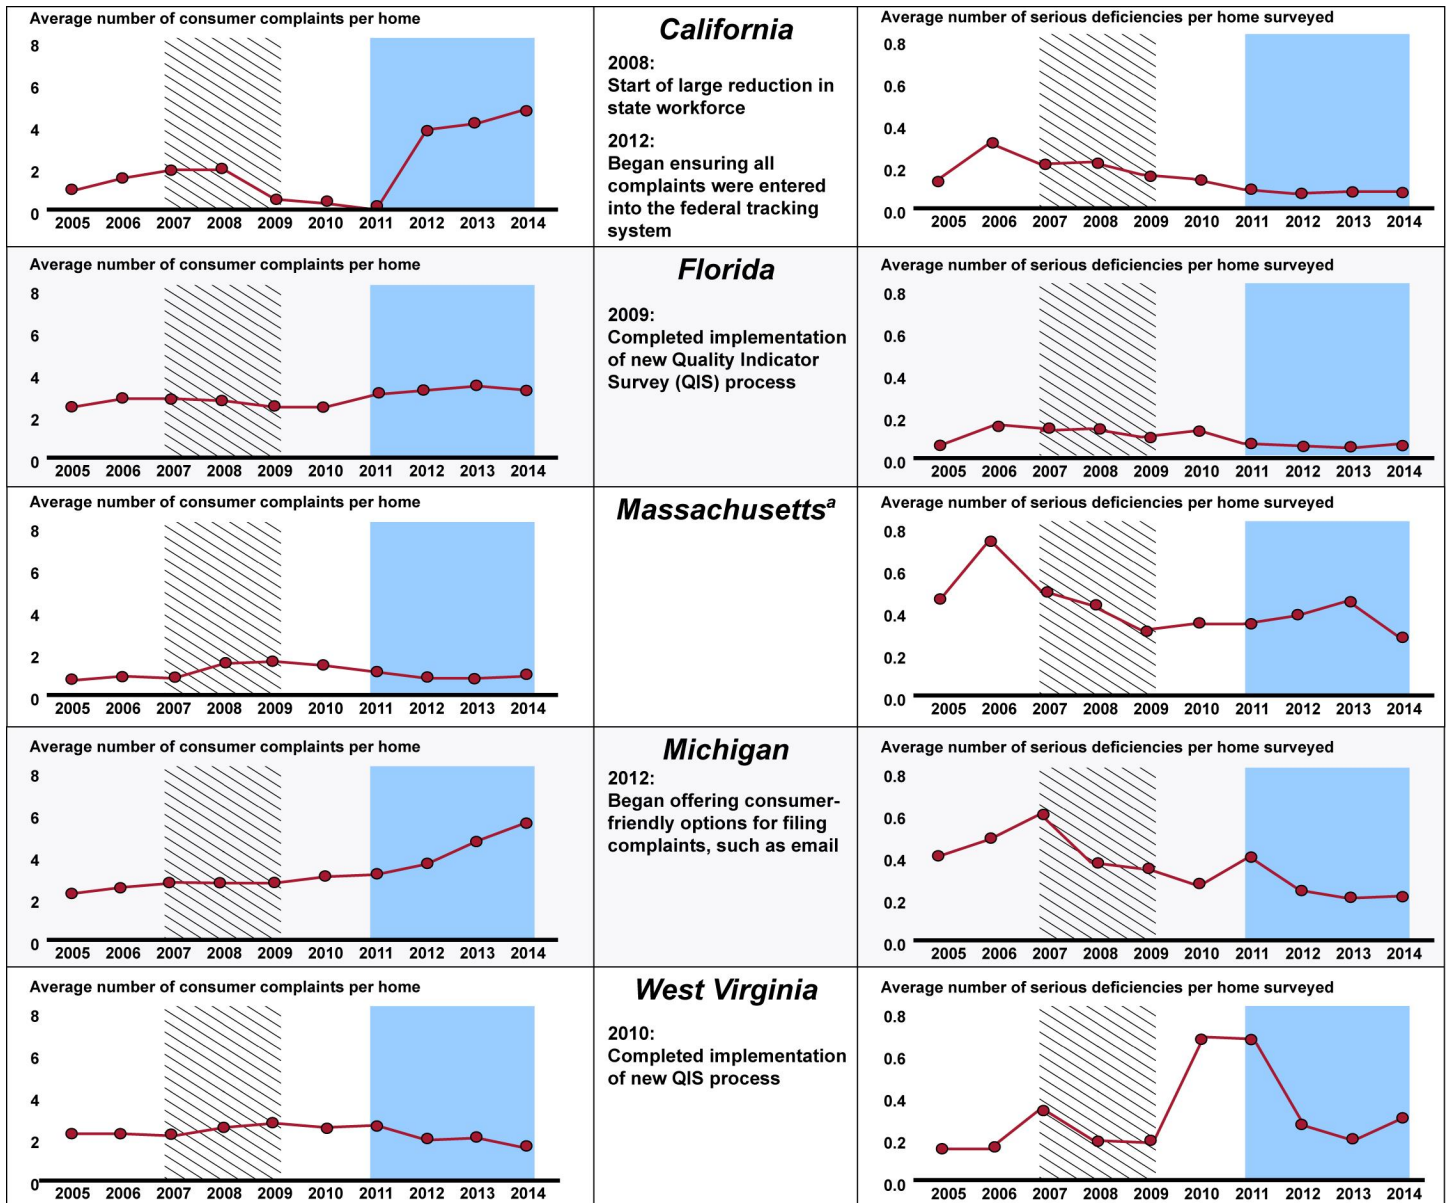 Average number of consumer complaints per home
8
6
4
2
0
2005 2006 2007 2008 2009 2010 2011 2012 2013 2014
California
2008:
Start of large reduction in
state workforce
2012:
Began ensuring all
complaints were entered
into the federal tracking
system
Average number of serious deficiencies per home surveyed
0.8
0.6
0.4
0.2
0.0
2005 2006 2007 2008 2009 2010 2011 2012 2013 2014
Average number of consumer complaints per home
8
6
4
2
0
2005 2006 2007 2008 2009 2010 2011 2012 2013 2014
Florida
2009:
Completed implementation
of new Quality Indicator
Survey (QIS) process
Average number of serious deficiencies per home surveyed
0.8
0.6
0.4
0.2
0.0
2005 2006 2007 2008 2009 2010 2011 2012 2013 2014
Average number of consumer complaints per home
8
6
4
2
0
2005 2006 2007 2008 2009 2010 2011 2012 2013 2014
Massachusettsa
Average number of serious deficiencies per home surveyed
0.8
0.6
0.4
0.2
0.0
2005 2006 2007 2008 2009 2010 2011 2012 2013 2014
Average number of consumer complaints per home
8
6
4
2
0
2005 2006 2007 2008 2009 2010 2011 2012 2013 2014
Michigan
2012:
Began offering consumer-
friendly options for filing
complaints, such as email
Average number of serious deficiencies per home surveyed
0.8
0.6
0.4
0.2
0.0
2005 2006 2007 2008 2009 2010 2011 2012 2013 2014
Average number of consumer complaints per home
8
6
4
2
0
2005 2006 2007 2008 2009 2010 2011 2012 2013 2014
West Virginia
2010:
Completed implementation
of new QIS process
Average number of serious deficiencies per home surveyed
0.8
0.6
0.4
0.2
0.0
2005 2006 2007 2008 2009 2010 2011 2012 2013 2014